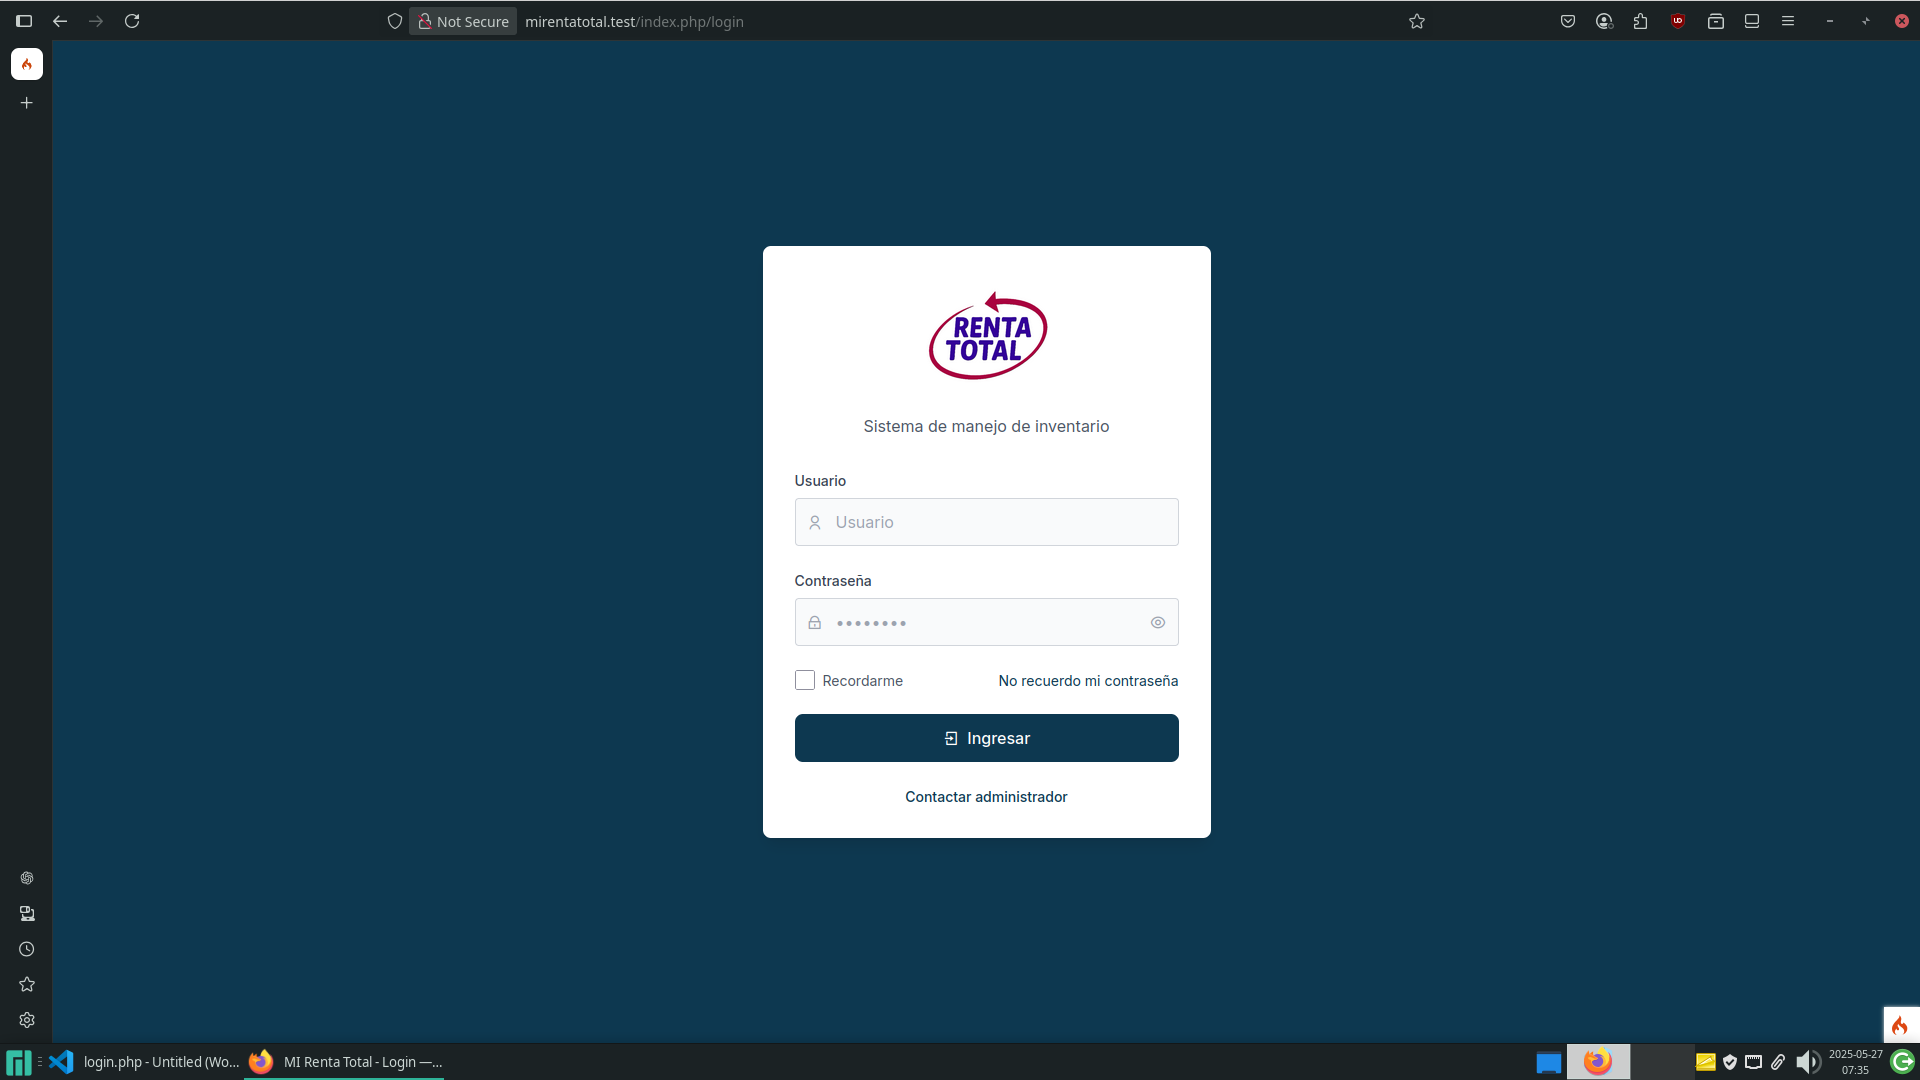 Not Secure
mirentatotal.test/index.php/login
RENTA
TOTAL
Sistema de manejo de inventario
Usuario
Usuario
Contraseña
Recordarme
No recuerdo mi contraseña
Ingresar
Contactar administrador
login.php - Untitled (Wo...
MI Renta Total - Login —...
2025-05-27
07:35